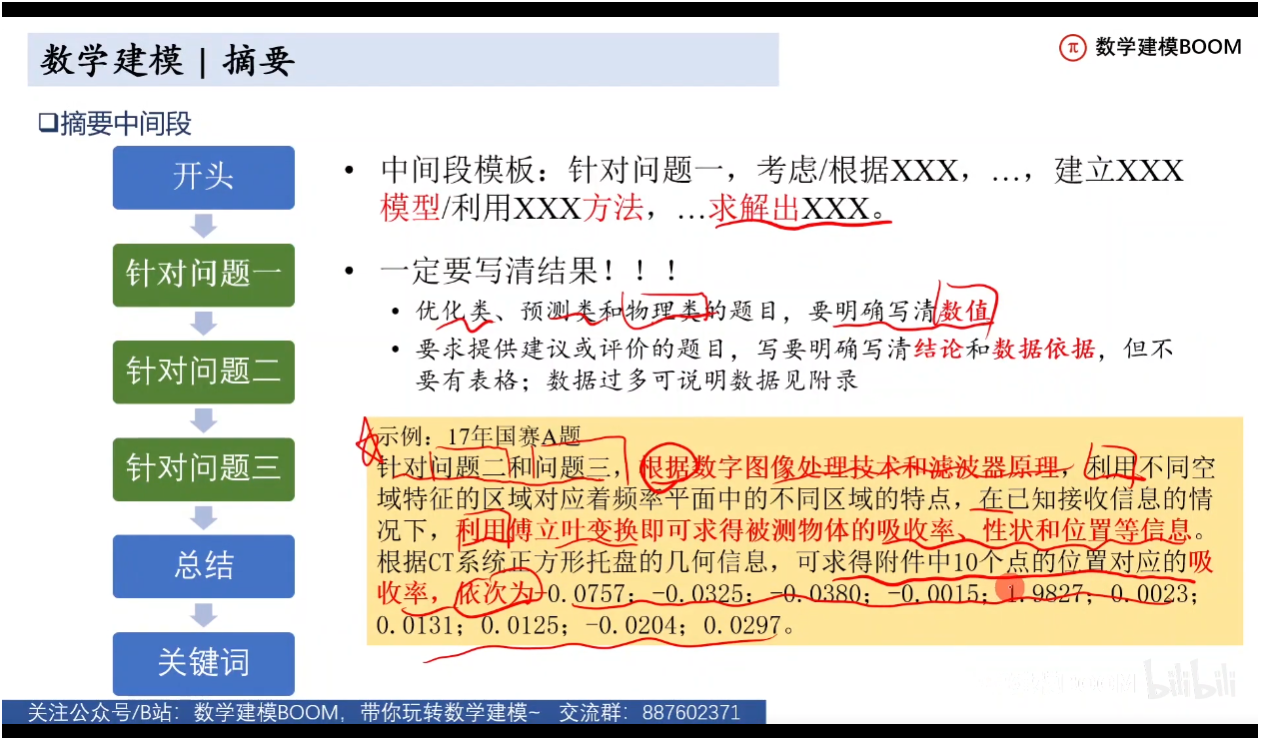 数学建模 | 摘要
π 数学建模BOOM
❑摘要中间段
开头
针对问题一
针对问题二
针对问题三
总结
关键词
• 中间段模板：针对问题一，考虑/根据XXX，…，建立XXX
模型/利用XXX方法，…求解出XXX。
• 一定要写清结果！！！
• 优化类、预测类和物理类的题目，要明确写清数值
• 要求提供建议或评价的题目，写要明确写清结论和数据依据，但不
要有表格；数据过多可说明数据见附录
示例：17年国赛A题
针对问题二和问题三，根据数字图像处理技术和滤波器原理，利用不同空
域特征的区域对应着频率平面中的不同区域的特点，在已知接收信息的情
况下，利用傅立叶变换即可求得被测物体的吸收率、性状和位置等信息。
根据CT系统正方形托盘的几何信息，可求得附件中10个点的位置对应的吸
收率，依次为-0.0757；-0.0325；-0.0380；-0.0015；1.9827；0.0023；
0.0131；0.0125；-0.0204；0.0297。
bilibili
关注公众号/B站：数学建模BOOM，带你玩转数学建模~ 交流群：887602371